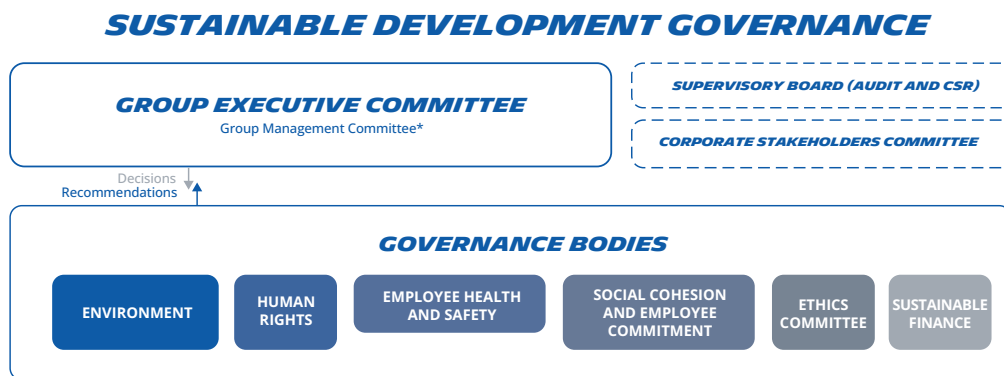 SUSTAINABLE DEVELOPMENT GOVERNANCE
GROUP EXECUTIVE COMMITTEE
Group Management Committee*
SUPERVISORY BOARD (AUDIT AND CSR)
CORPORATE STAKEHOLDERS COMMITTEE
Decisions
Recommendations
GOVERNANCE BODIES
ENVIRONMENT
HUMAN
RIGHTS
EMPLOYEE HEALTH
AND SAFETY
SOCIAL COHESION
AND EMPLOYEE
COMMITMENT
ETHICS
COMMITTEE
SUSTAINABLE
FINANCE